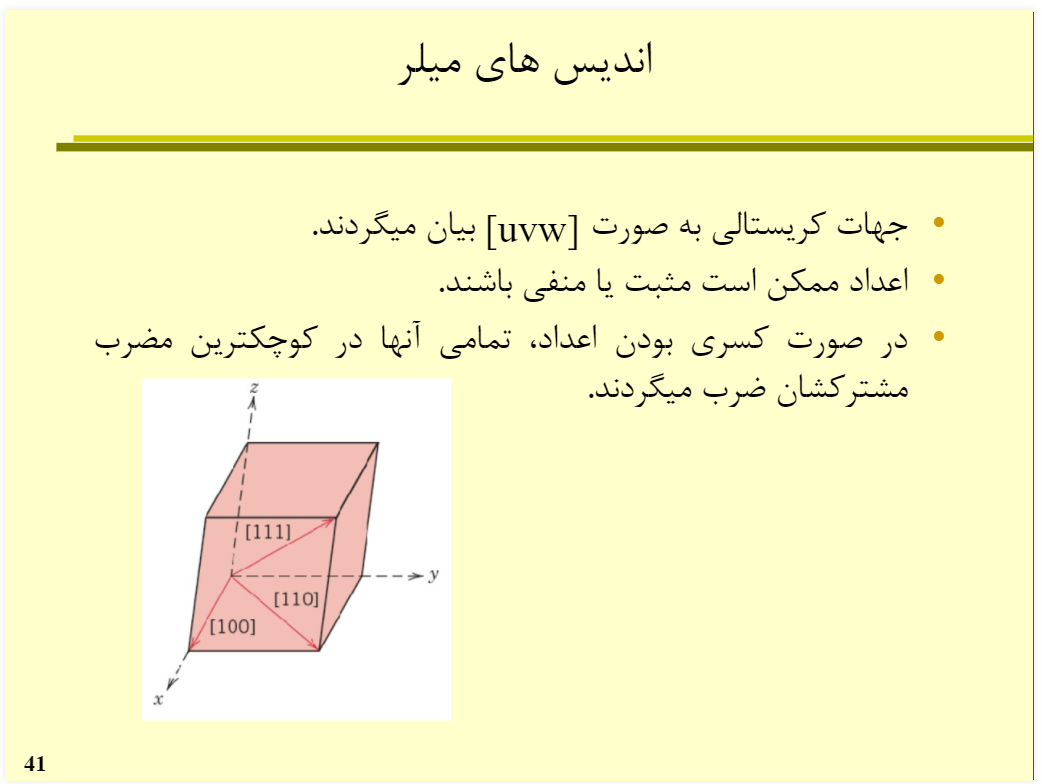 اندیس های میلر
• جهات کریستالی به صورت [uvw] بیان میگردند.
• اعداد ممکن است مثبت یا منفی باشند.
• در صورت کسری بودن اعداد، تمامی آنها در کوچکترین مضرب
مشترکشان ضرب میگردند.
z
[111]
y
[110]
[100]
x
41